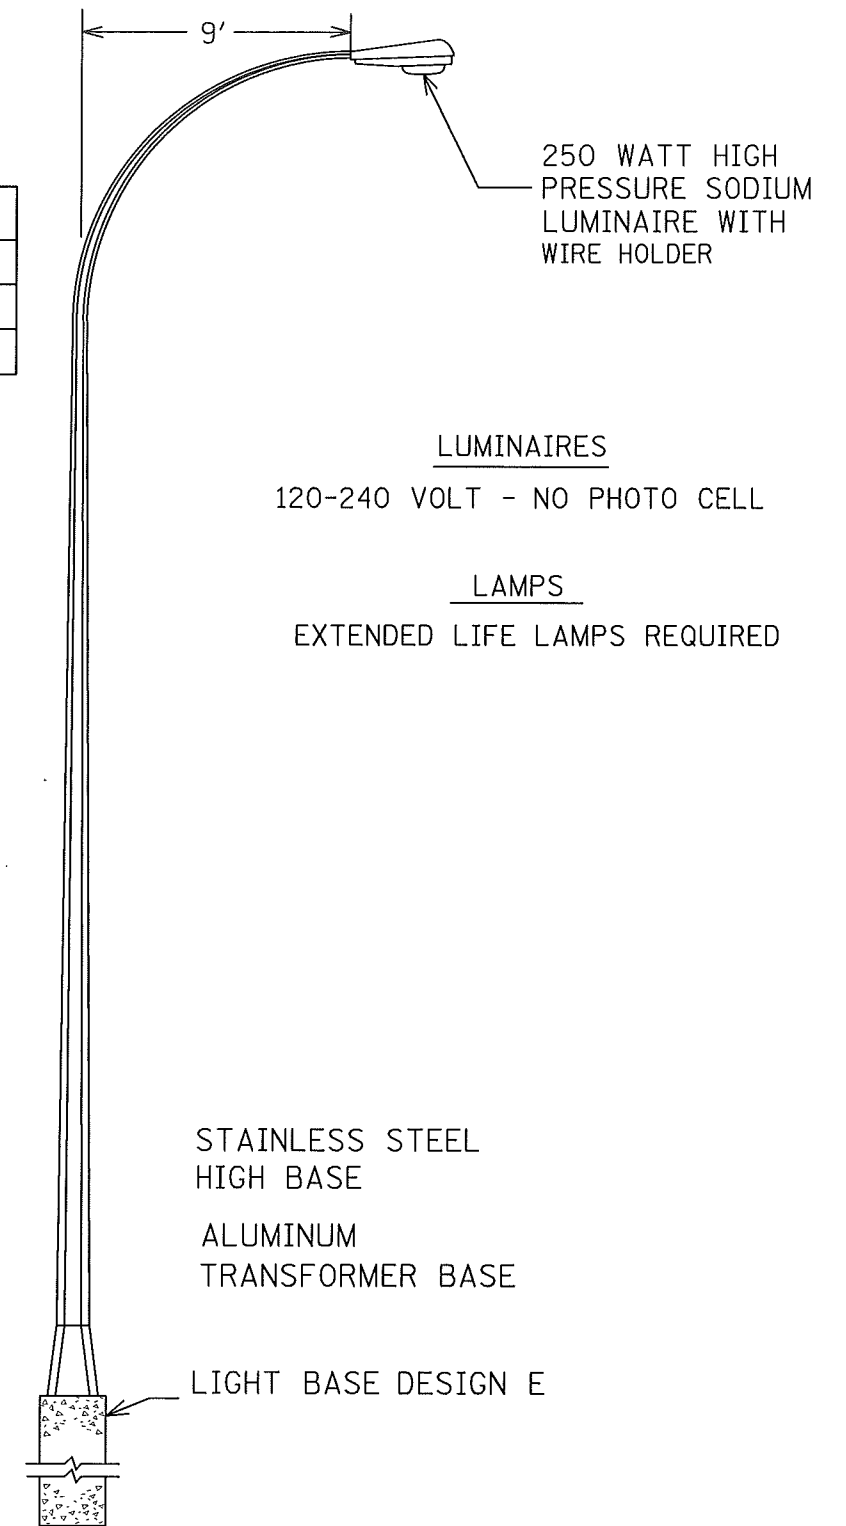 9'
250 WATT HIGH
PRESSURE SODIUM
LUMINAIRE WITH
WIRE HOLDER
LUMINAIRES
120-240 VOLT - NO PHOTO CELL
LAMPS
EXTENDED LIFE LAMPS REQUIRED
STAINLESS STEEL
HIGH BASE
ALUMINUM
TRANSFORMER BASE
LIGHT BASE DESIGN E